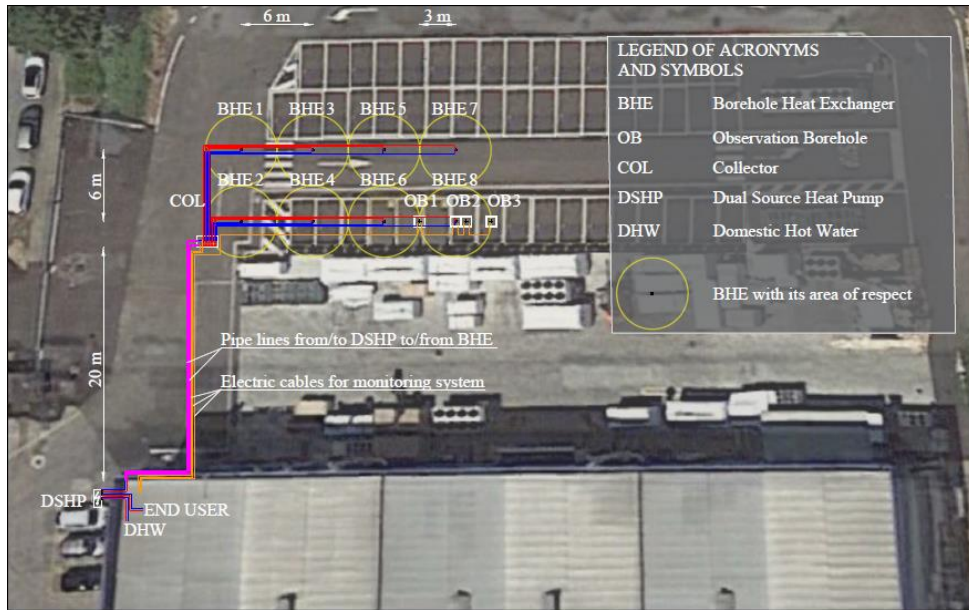 6 m
3 m
LEGEND OF ACRONYMS
AND SYMBOLS
BHE Borehole Heat Exchanger
OB Observation Borehole
COL Collector
DSHP Dual Source Heat Pump
DHW Domestic Hot Water
BHE with its area of respect
BHE 1 BHE 3 BHE 5 BHE 7
6 m
COL BHE 2 BHE 4 BHE 6 BHE 8
OB1 OB2 OB3
20 m
Pipe lines from/to DSHP to/from BHE
Electric cables for monitoring system
DSHP
END USER
DHW